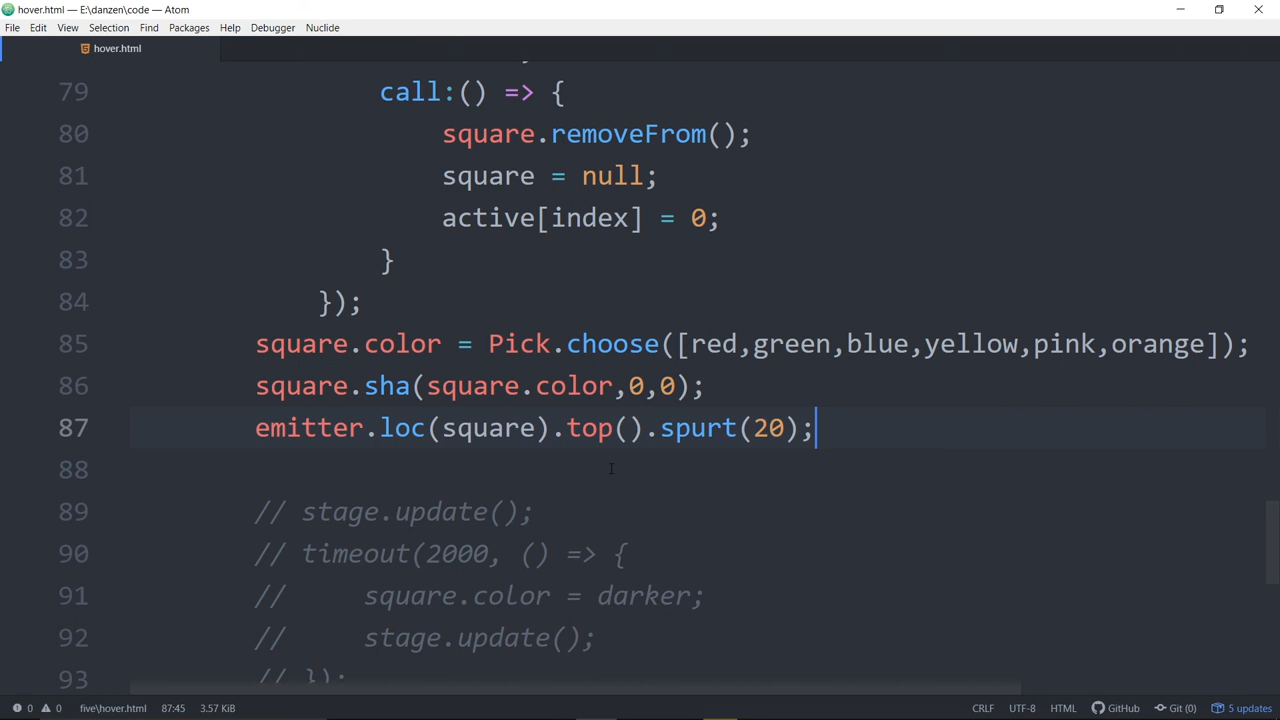 hover.html — E:\danzen\code — Atom
File Edit View Selection Find Packages Help Debugger Nuclide
hover.html
79 call:() => {
80 square.removeFrom();
81 square = null;
82 active[index] = 0;
83 }
84 });
85 square.color = Pick.choose([red,green,blue,yellow,pink,orange]);
86 square.sha(square.color,0,0);
87 emitter.loc(square).top().spurt(20);
88
89 // stage.update();
90 // timeout(2000, () => {
91 // square.color = darker;
92 // stage.update();
93 // });
0 0 five\hover.html 87:45 3.57 KiB CRLF UTF-8 HTML GitHub Git (0) 5 updates